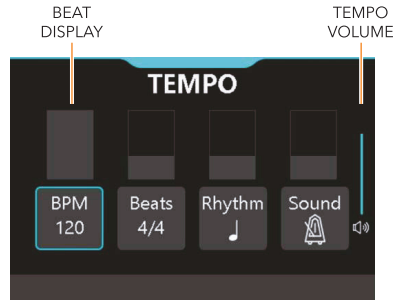 BEAT
DISPLAY
TEMPO
VOLUME
TEMPO
BPM
120
Beats
4/4
Rhythm
Sound